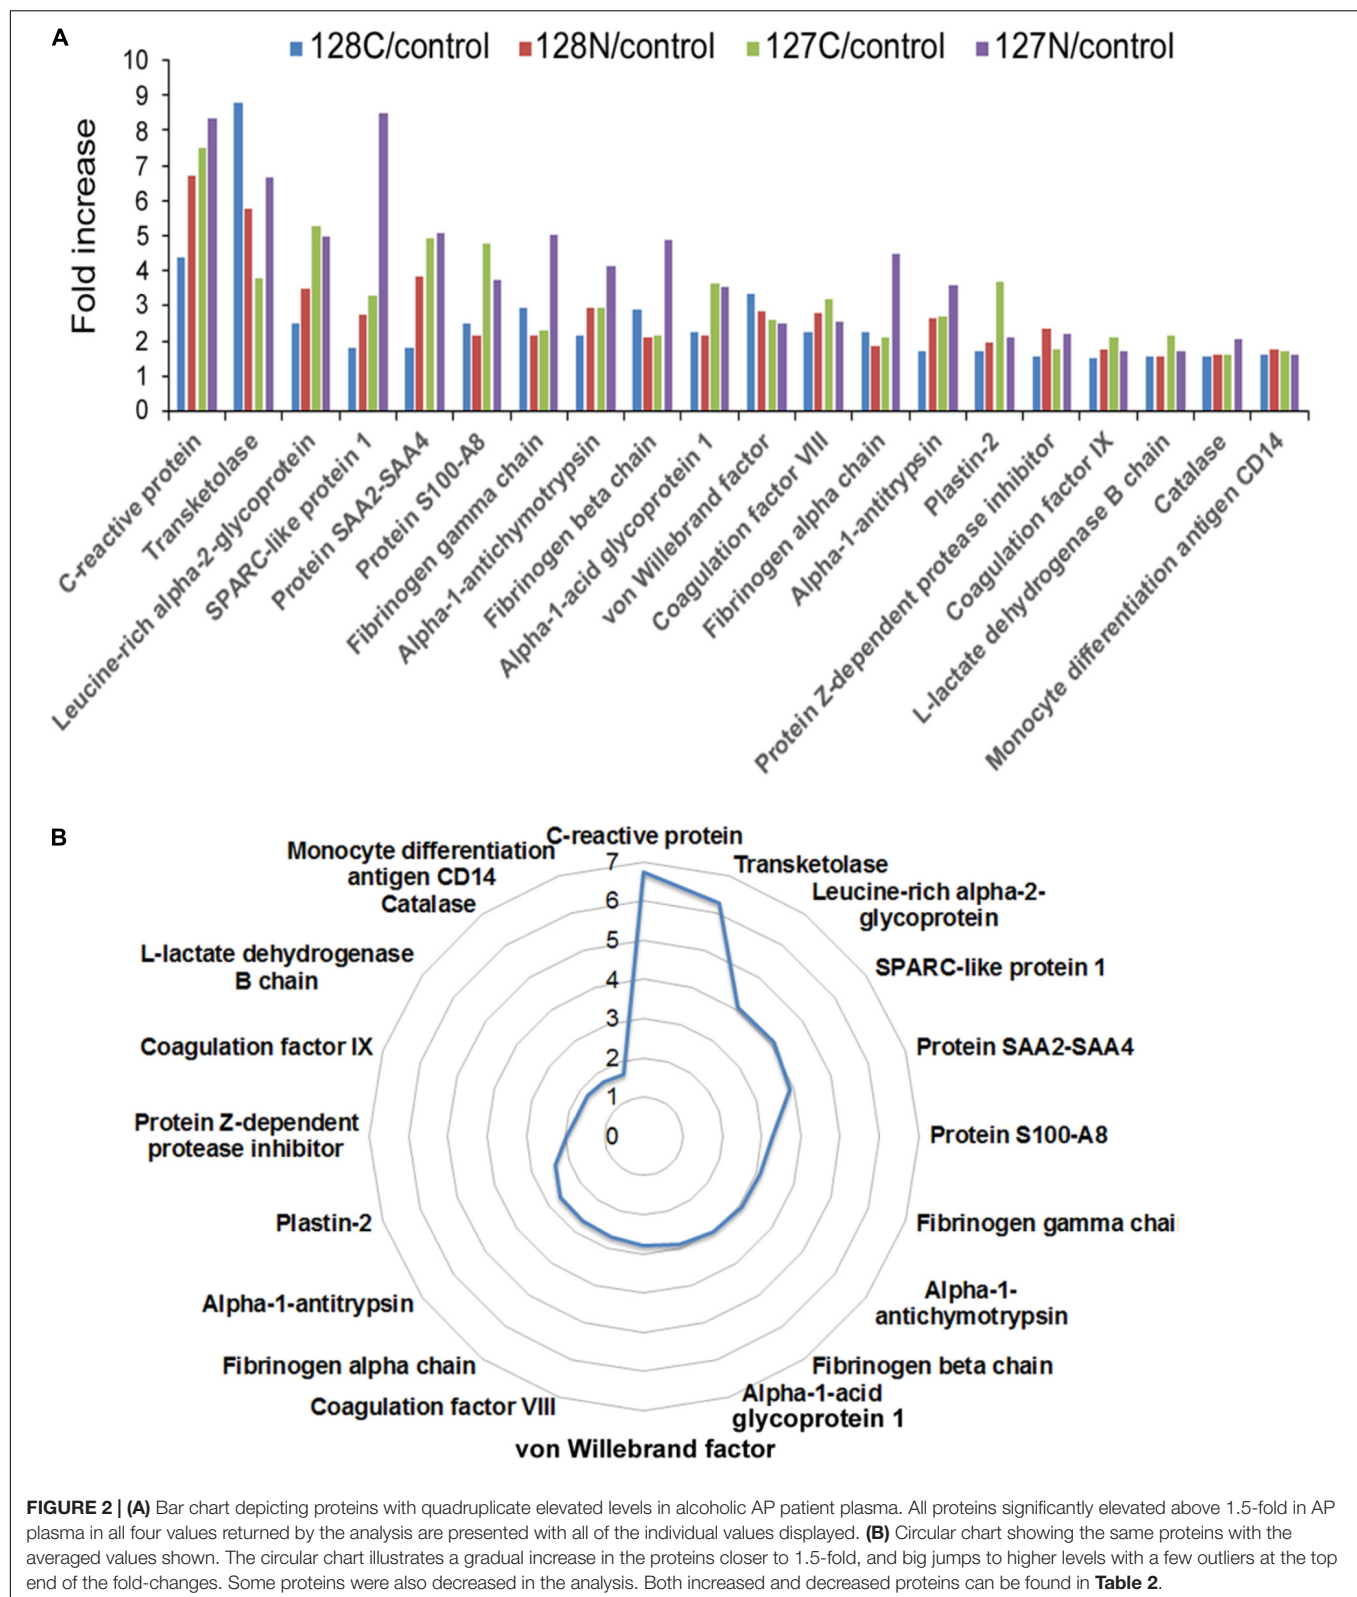 A
128C/control 128N/control 127C/control 127N/control
Fold increase
10
9
8
7
6
5
4
3
2
1
0
C-reactive protein
Transketolase
Leucine-rich alpha-2-glycoprotein
SPARC-like protein 1
Protein SAA2-SAA4
Protein S100-A8
Fibrinogen gamma chain
Alpha-1-antichymotrypsin
Fibrinogen beta chain
Alpha-1-acid glycoprotein 1
von Willebrand factor
Coagulation factor VIII
Fibrinogen alpha chain
Alpha-1-antitrypsin
Plastin-2
Protein Z-dependent protease inhibitor
Coagulation factor IX
L-lactate dehydrogenase B chain
Catalase
Monocyte differentiation antigen CD14
B
C-reactive protein
Transketolase
Leucine-rich alpha-2-
glycoprotein
SPARC-like protein 1
Protein SAA2-SAA4
Protein S100-A8
Fibrinogen gamma chai
Alpha-1-
antichymotrypsin
Fibrinogen beta chain
Alpha-1-acid
glycoprotein 1
von Willebrand factor
Coagulation factor VIII
Fibrinogen alpha chain
Alpha-1-antitrypsin
Plastin-2
Protein Z-dependent
protease inhibitor
Coagulation factor IX
L-lactate dehydrogenase
B chain
Catalase
Monocyte differentiation
antigen CD14
7
6
5
4
3
2
1
0
FIGURE 2 | (A) Bar chart depicting proteins with quadruplicate elevated levels in alcoholic AP patient plasma. All proteins significantly elevated above 1.5-fold in AP
plasma in all four values returned by the analysis are presented with all of the individual values displayed. (B) Circular chart showing the same proteins with the
averaged values shown. The circular chart illustrates a gradual increase in the proteins closer to 1.5-fold, and big jumps to higher levels with a few outliers at the top
end of the fold-changes. Some proteins were also decreased in the analysis. Both increased and decreased proteins can be found in Table 2.